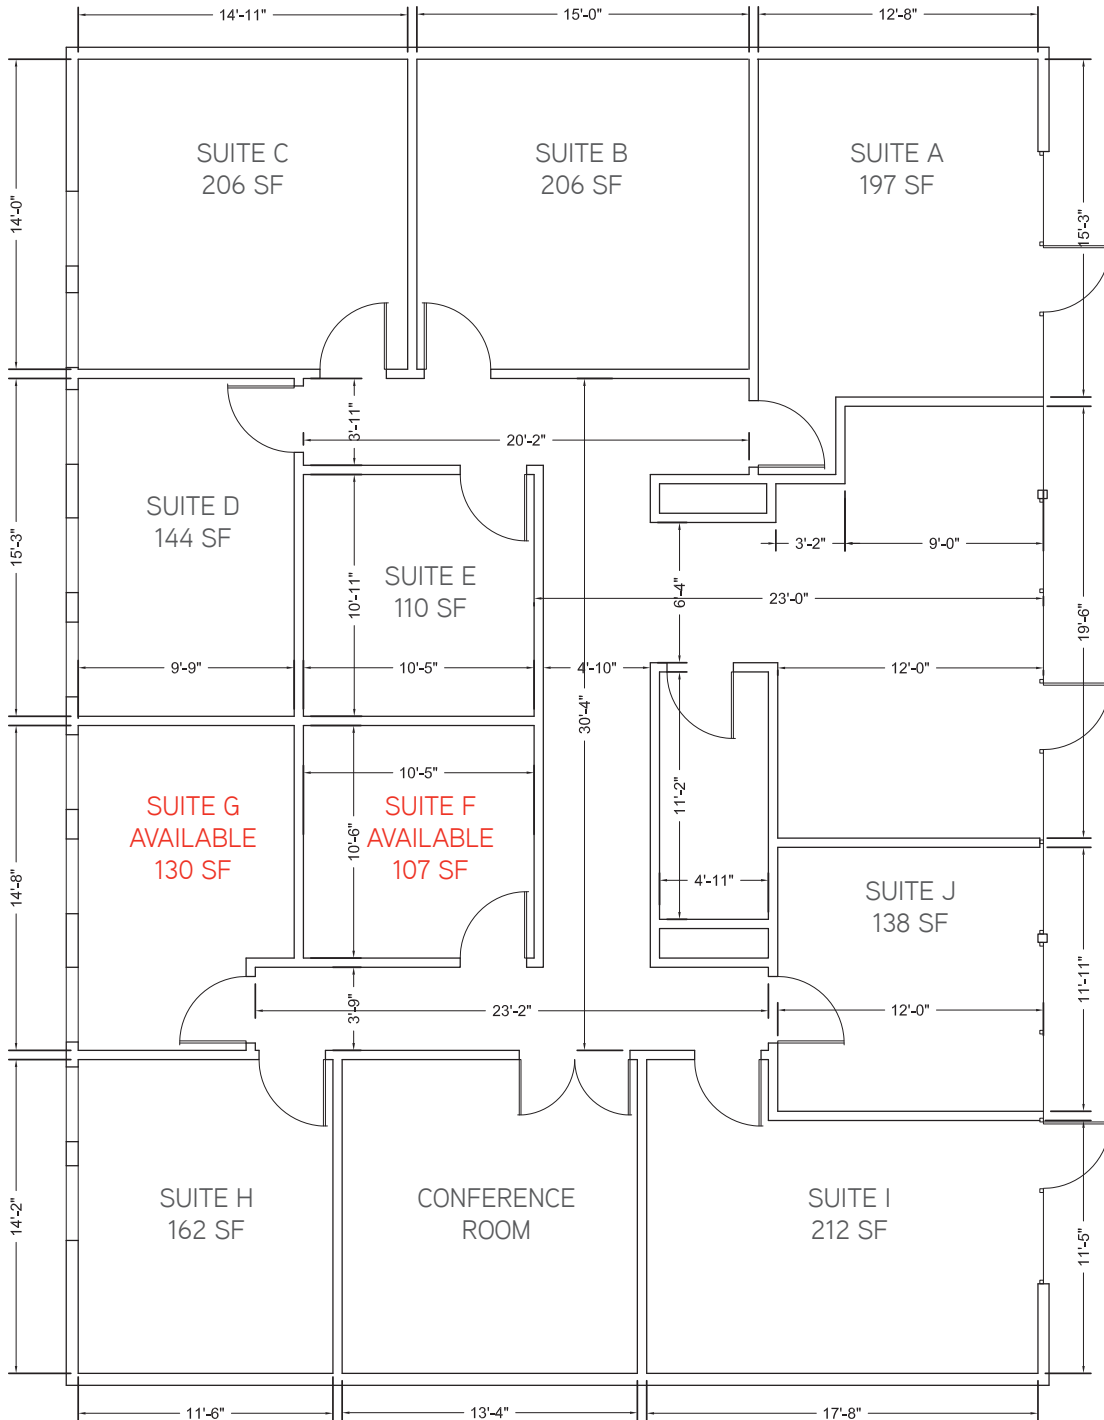 14'-11"
15'-0"
12'-8"
SUITE C
206 SF
SUITE B
206 SF
SUITE A
197 SF
14'-0"
15'-3"
3'-11"
20'-2"
SUITE D
144 SF
15'-3"
SUITE E
110 SF
10'-11"
3'-2"
9'-0"
6'-4"
23'-0"
19'-6"
9'-9"
10'-5"
4'-10"
12'-0"
30'-4"
10'-5"
SUITE G
AVAILABLE
130 SF
SUITE F
AVAILABLE
107 SF
10'-6"
11'-2"
14'-8"
4'-11"
SUITE J
138 SF
11'-11"
3'-9"
23'-2"
12'-0"
SUITE H
162 SF
CONFERENCE
ROOM
SUITE I
212 SF
14'-2"
11'-5"
11'-6"
13'-4"
17'-8"